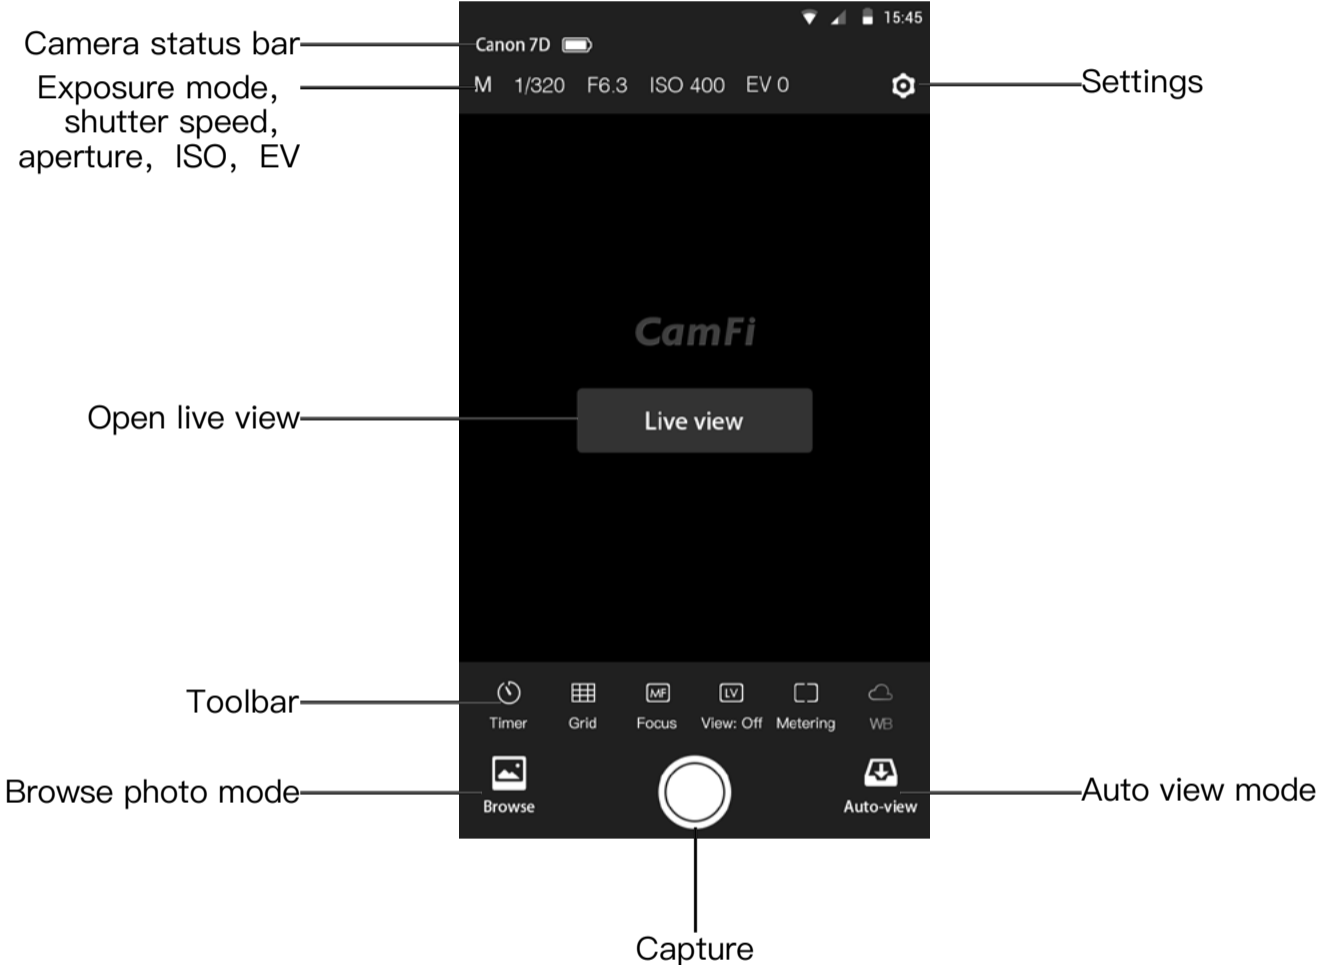 15:45
Camera status bar
Canon 7D
Exposure mode,
shutter speed,
aperture, ISO, EV
M 1/320 F6.3 ISO 400 EV 0
Settings
CamFi
Open live view
Live view
Toolbar
Timer Grid MF Focus LV View: Off Metering WB
Browse photo mode
Browse
Auto-view
Auto view mode
Capture